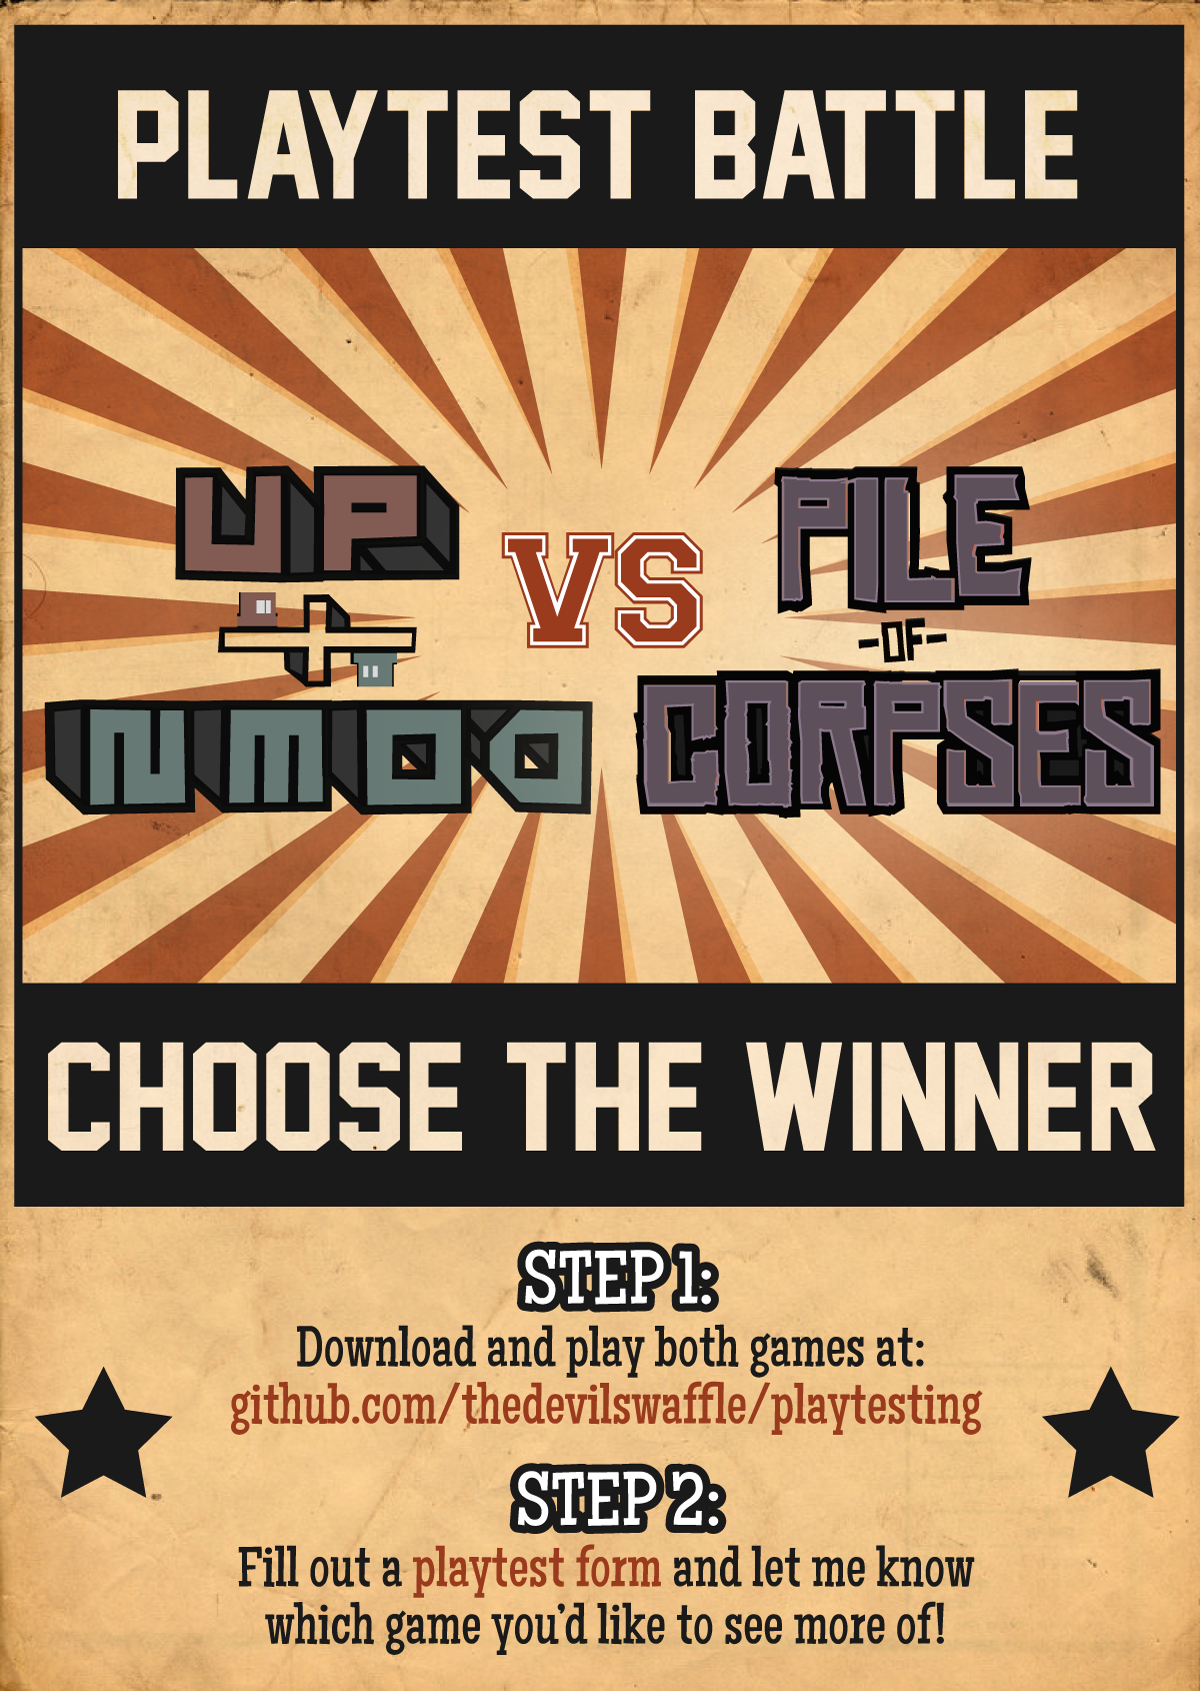 PLAYTEST BATTLE
UP
+
DOWN
VS
PILE
-OF-
CORPSES
CHOOSE THE WINNER
STEP 1:
Download and play both games at:
github.com/thedevilswaffle/playtesting
STEP 2:
Fill out a playtest form and let me know
which game you'd like to see more of!